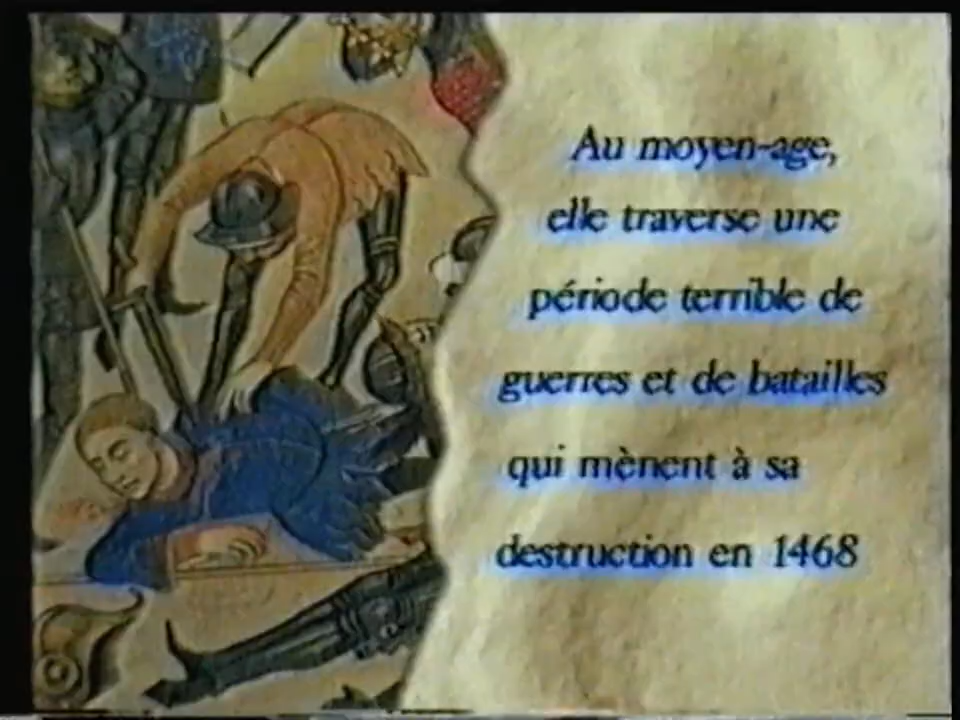 Au moyen-age,
elle traverse une
période terrible de
guerres et de batailles
qui mènent à sa
destruction en 1468